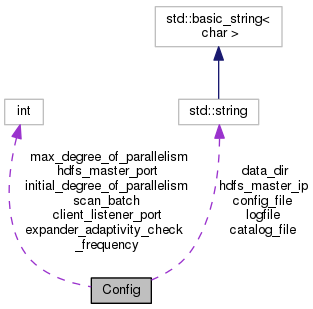 std::basic_string<
char >
int
std::string
max_degree_of_parallelism
hdfs_master_port
initial_degree_of_parallelism
scan_batch
client_listener_port
expander_adaptivity_check
_frequency
data_dir
hdfs_master_ip
config_file
logfile
catalog_file
Config